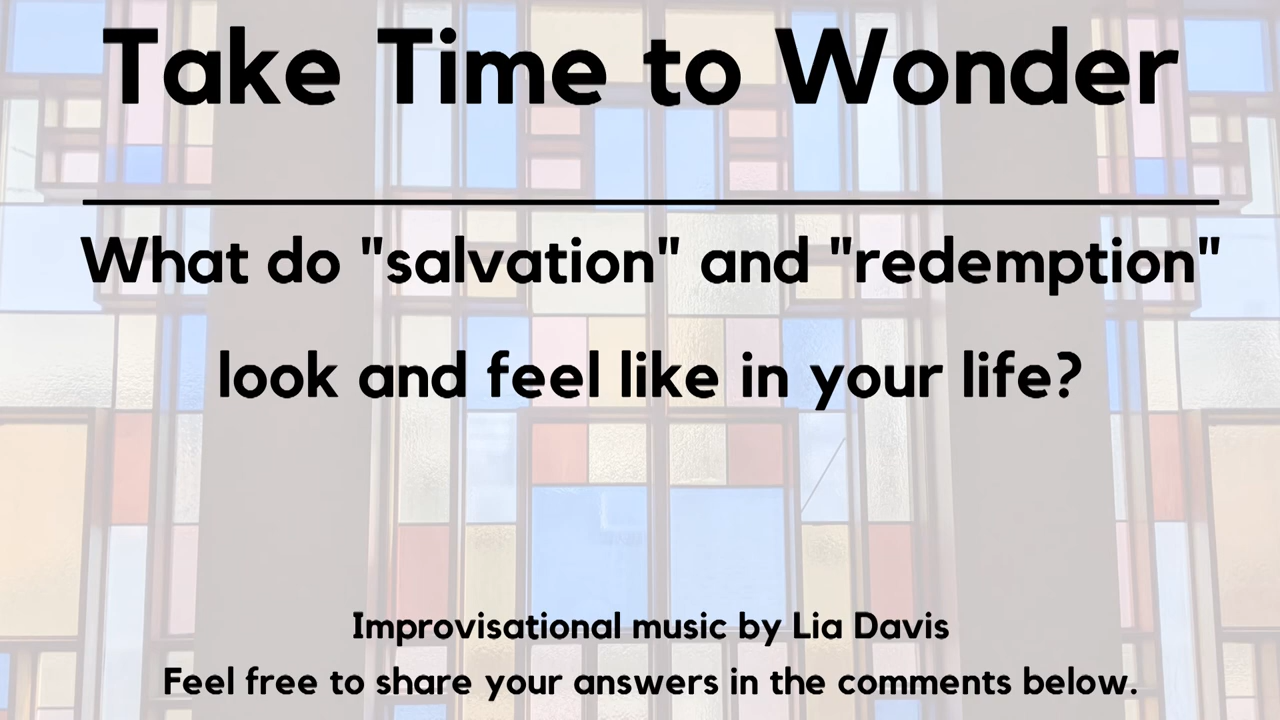 Take Time to Wonder
What do "salvation" and "redemption"
look and feel like in your life?
Improvisational music by Lia Davis
Feel free to share your answers in the comments below.